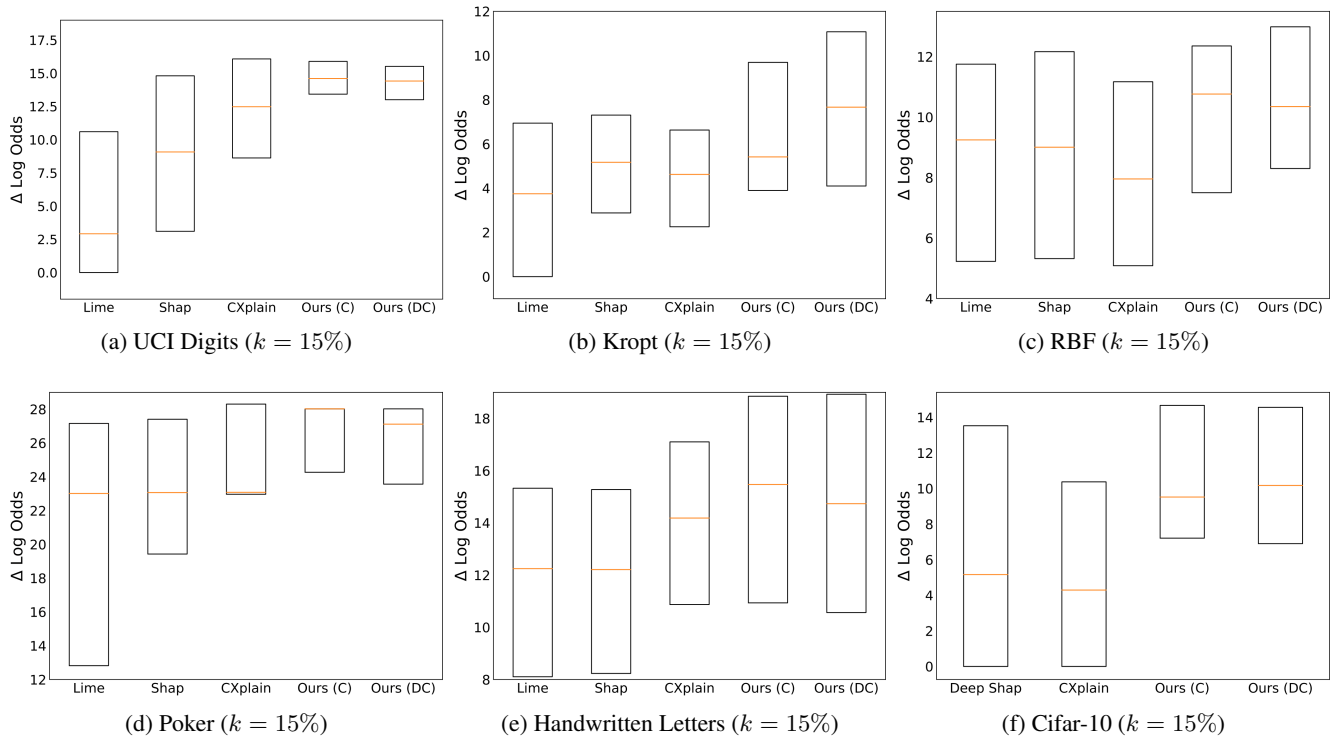 17.5
15.0
12.5
10.0
7.5
5.0
2.5
0.0
Δ Log Odds
Lime Shap CXplain Ours (C) Ours (DC)
(a) UCI Digits (k = 15%)
12
10
8
6
4
2
0
Δ Log Odds
Lime Shap CXplain Ours (C) Ours (DC)
(b) Kropt (k = 15%)
12
10
8
6
4
Δ Log Odds
Lime Shap CXplain Ours (C) Ours (DC)
(c) RBF (k = 15%)
28
26
24
22
20
18
16
14
12
Δ Log Odds
Lime Shap CXplain Ours (C) Ours (DC)
(d) Poker (k = 15%)
18
16
14
12
10
8
Δ Log Odds
Lime Shap CXplain Ours (C) Ours (DC)
(e) Handwritten Letters (k = 15%)
14
12
10
8
6
4
2
0
Δ Log Odds
Deep Shap CXplain Ours (C) Ours (DC)
(f) Cifar-10 (k = 15%)